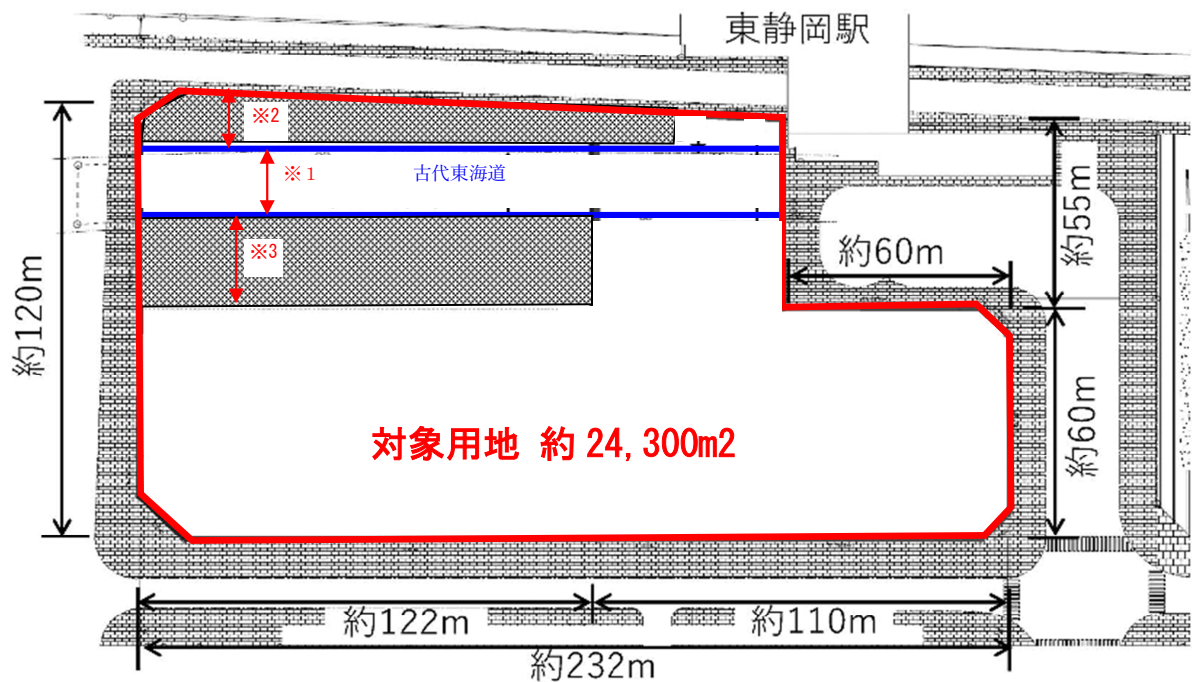 東静岡駅
※2
※1
古代東海道
※3
約55m
約60m
約120m
約60m
対象用地 約24,300m2
約122m
約110m
約232m